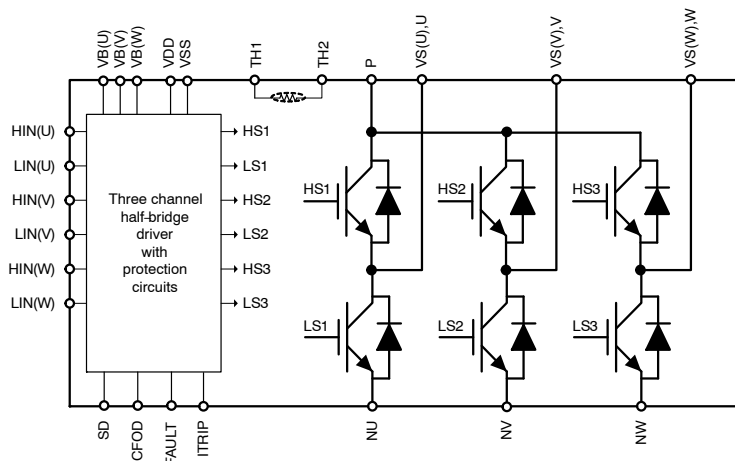 VB(U)
VB(V)
VB(W)
VDD
VSS
TH1
TH2
P
VS(U),U
VS(V),V
VS(W),W
HIN(U)
LIN(U)
HIN(V)
LIN(V)
HIN(W)
LIN(W)
Three channel
half-bridge
driver
with
protection
circuits
HS1
LS1
HS2
LS2
HS3
LS3
HS1
HS2
HS3
LS1
LS2
LS3
SD
CFOD
FAULT
ITRIP
NU
NV
NW